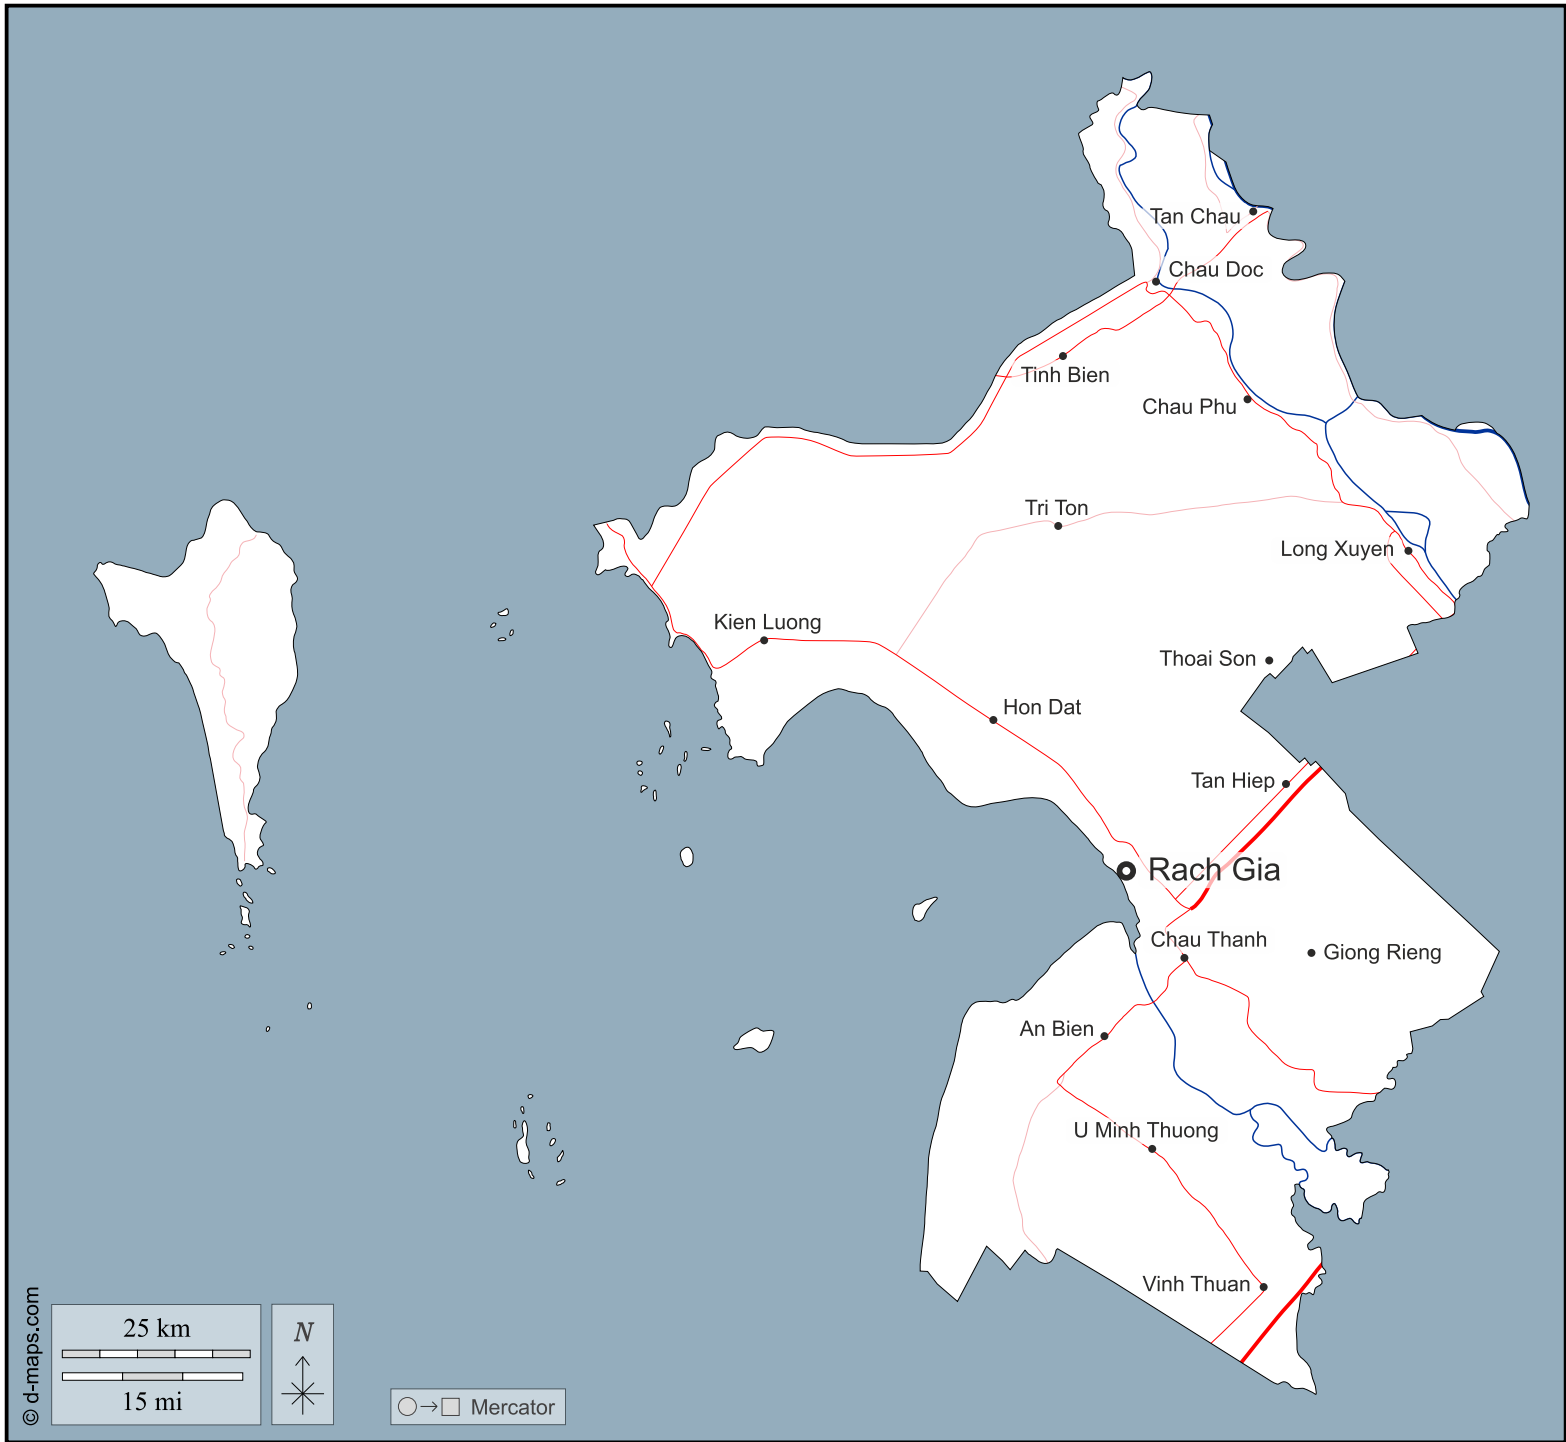 Tan Chau
Chau Doc
Tinh Bien
Chau Phu
Tri Ton
Long Xuyen
Kien Luong
Thoai Son
Hon Dat
Tan Hiep
Rach Gia
Chau Thanh
Giong Rieng
An Bien
U Minh Thuong
Vinh Thuan
© d-maps.com
25 km
15 mi
N
Mercator